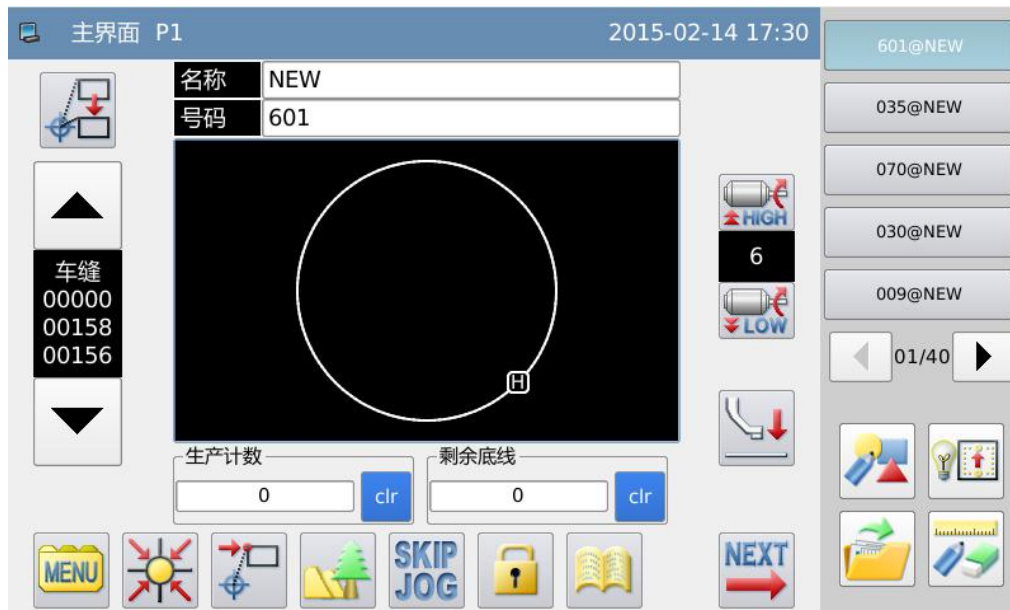 主界面 P1
2015-02-14 17:30
名称 NEW
号码 601
车缝
00000
00158
00156
H
HIGH
6
LOW
生产计数
0
clr
剩余底线
0
clr
MENU
SKIP
JOG
NEXT
601@NEW
035@NEW
070@NEW
030@NEW
009@NEW
01/40